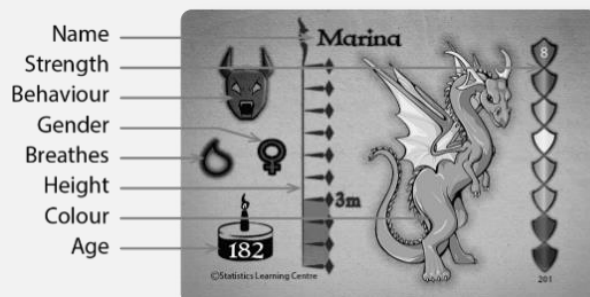 Name
Marina
Strength
8
Behaviour
Gender
Breathes
Height
3m
Colour
Age
182
©Statistics Learning Centre
201